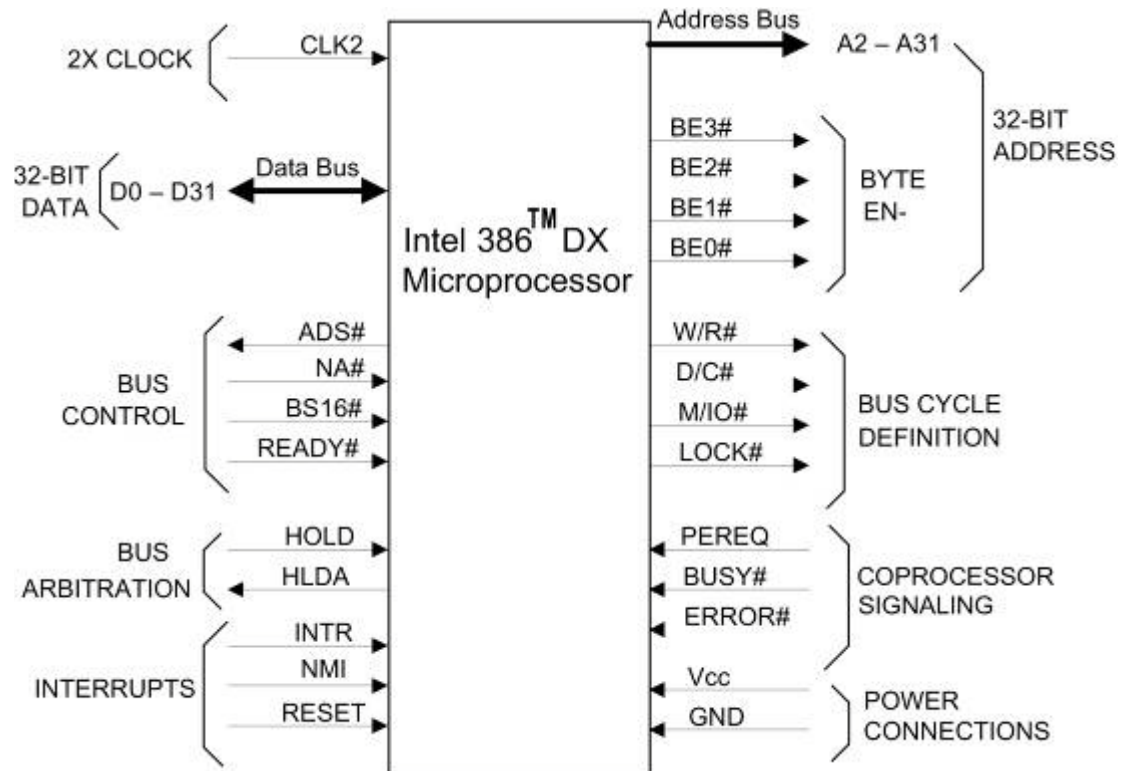 2X CLOCK
CLK2
32-BIT
DATA
D0 – D31
Data Bus
BUS
CONTROL
ADS#
NA#
BS16#
READY#
BUS
ARBITRATION
HOLD
HLDA
INTERRUPTS
INTR
NMI
RESET
Intel 386™ DX
Microprocessor
Address Bus
A2 – A31
BE3#
BE2#
BE1#
BE0#
BYTE
EN-
32-BIT
ADDRESS
W/R#
D/C#
M/IO#
LOCK#
BUS CYCLE
DEFINITION
PEREQ
BUSY#
ERROR#
COPROCESSOR
SIGNALING
Vcc
GND
POWER
CONNECTIONS